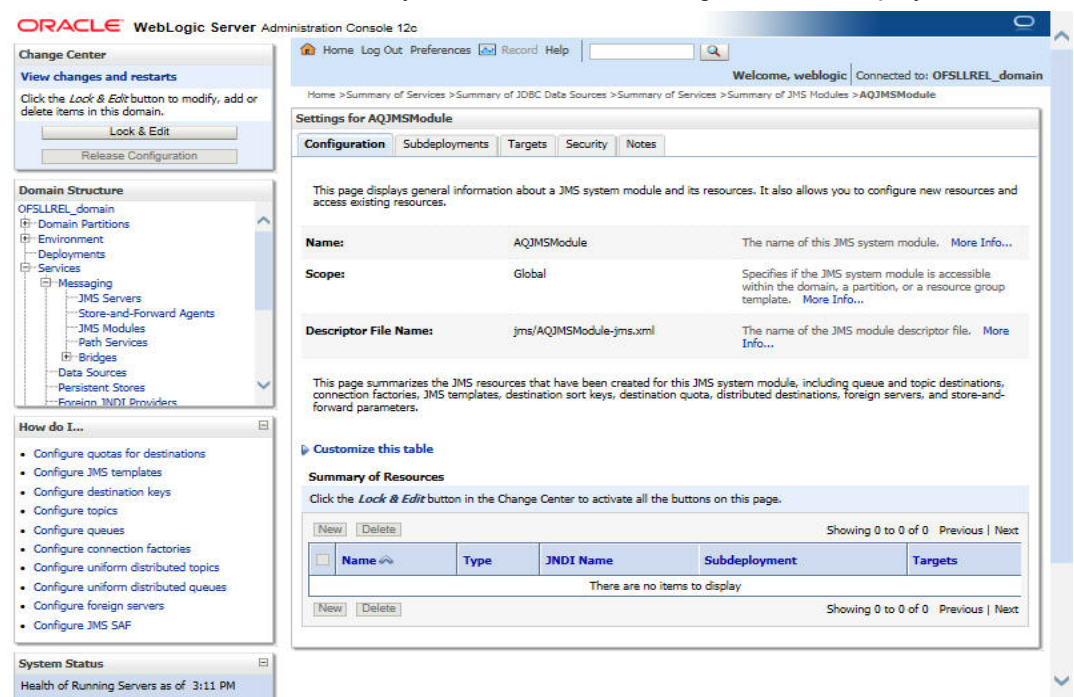 ORACLE WebLogic Server Administration Console 12c
Change Center
View changes and restarts
Click the Lock & Edit button to modify, add or
delete items in this domain.
Lock & Edit
Release Configuration
Domain Structure
OFSLLREL_domain
Domain Partitions
Environment
Deployments
Services
Messaging
JMS Servers
Store-and-Forward Agents
JMS Modules
Path Services
Bridges
Data Sources
Persistent Stores
Foreign JNDI Providers
How do I...
Configure quotas for destinations
Configure JMS templates
Configure destination keys
Configure topics
Configure queues
Configure connection factories
Configure uniform distributed topics
Configure uniform distributed queues
Configure foreign servers
Configure JMS SAF
System Status
Health of Running Servers as of 3:11 PM
Home Log Out Preferences Record Help
Welcome, weblogic Connected to: OFSLLREL_domain
Home >Summary of Services >Summary of JDBC Data Sources >Summary of Services >Summary of JMS Modules >AQJMSModule
Settings for AQJMSModule
Configuration Subdeployments Targets Security Notes
This page displays general information about a JMS system module and its resources. It also allows you to configure new resources and
access existing resources.
Name: AQJMSModule The name of this JMS system module. More Info...
Scope: Global Specifies if the JMS system module is accessible
within the domain, a partition, or a resource group
template. More Info...
Descriptor File Name: jms/AQJMSModule-jms.xml The name of the JMS module descriptor file. More
Info...
This page summarizes the JMS resources that have been created for this JMS system module, including queue and topic destinations,
connection factories, JMS templates, destination sort keys, destination quota, distributed destinations, foreign servers, and store-and-
forward parameters.
Customize this table
Summary of Resources
Click the Lock & Edit button in the Change Center to activate all the buttons on this page.
New Delete Showing 0 to 0 of 0 Previous | Next
Name Type JNDI Name Subdeployment Targets
There are no items to display
New Delete Showing 0 to 0 of 0 Previous | Next